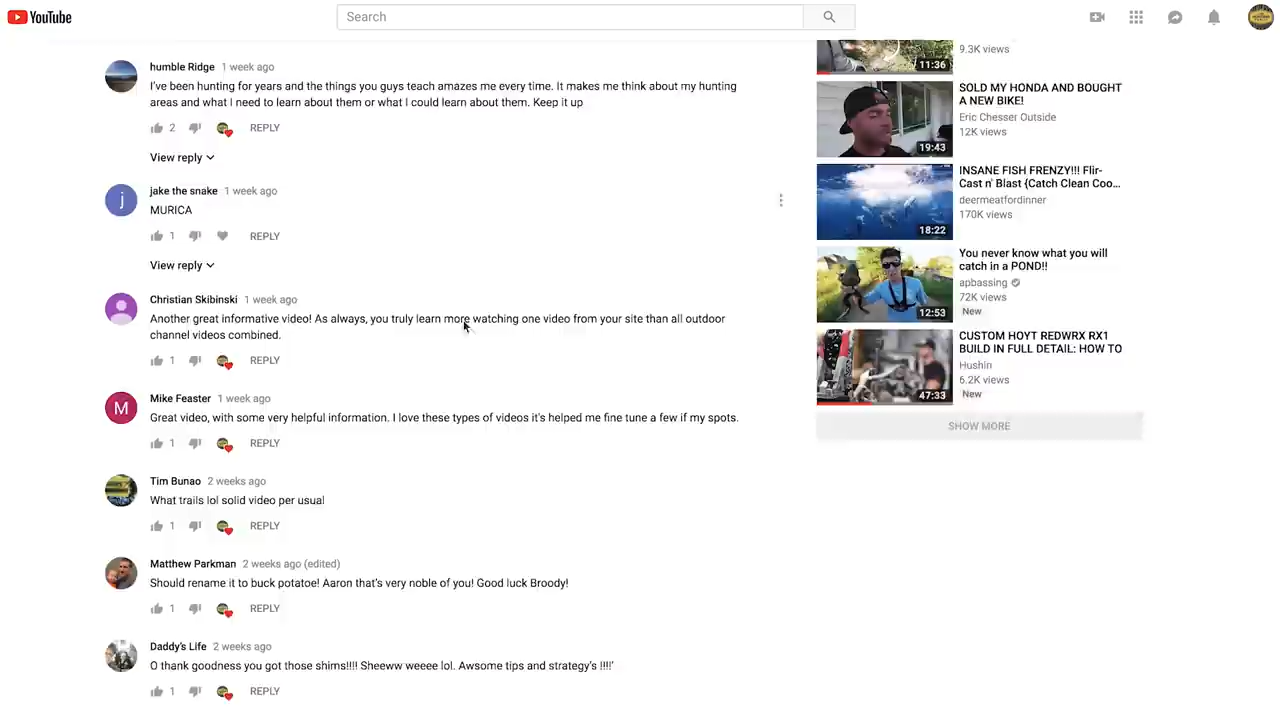 YouTube
Search
humble Ridge 1 week ago
I've been hunting for years and the things you guys teach amazes me every time. It makes me think about my hunting
areas and what I need to learn about them or what I could learn about them. Keep it up
2
REPLY
View reply
j
jake the snake 1 week ago
MURICA
1
REPLY
View reply
Christian Skibinski 1 week ago
Another great informative video! As always, you truly learn more watching one video from your site than all outdoor
channel videos combined.
1
REPLY
M
Mike Feaster 1 week ago
Great video, with some very helpful information. I love these types of videos it's helped me fine tune a few if my spots.
1
REPLY
Tim Bunao 2 weeks ago
What trails lol solid video per usual
1
REPLY
Matthew Parkman 2 weeks ago (edited)
Should rename it to buck potatoe! Aaron that's very noble of you! Good luck Broody!
1
REPLY
Daddy's Life 2 weeks ago
O thank goodness you got those shims!!!! Sheeww weeee lol. Awsome tips and strategy's !!!!'
1
REPLY
11:36
9.3K views
19:43
SOLD MY HONDA AND BOUGHT
A NEW BIKE!
Eric Chesser Outside
12K views
18:22
INSANE FISH FRENZY!!! Flir-
Cast n' Blast {Catch Clean Coo...
deermeatfordinner
170K views
12:53
You never know what you will
catch in a POND!!
apbassing
72K views
New
47:33
CUSTOM HOYT REDWRX RX1
BUILD IN FULL DETAIL: HOW TO
Hushin
6.2K views
New
SHOW MORE